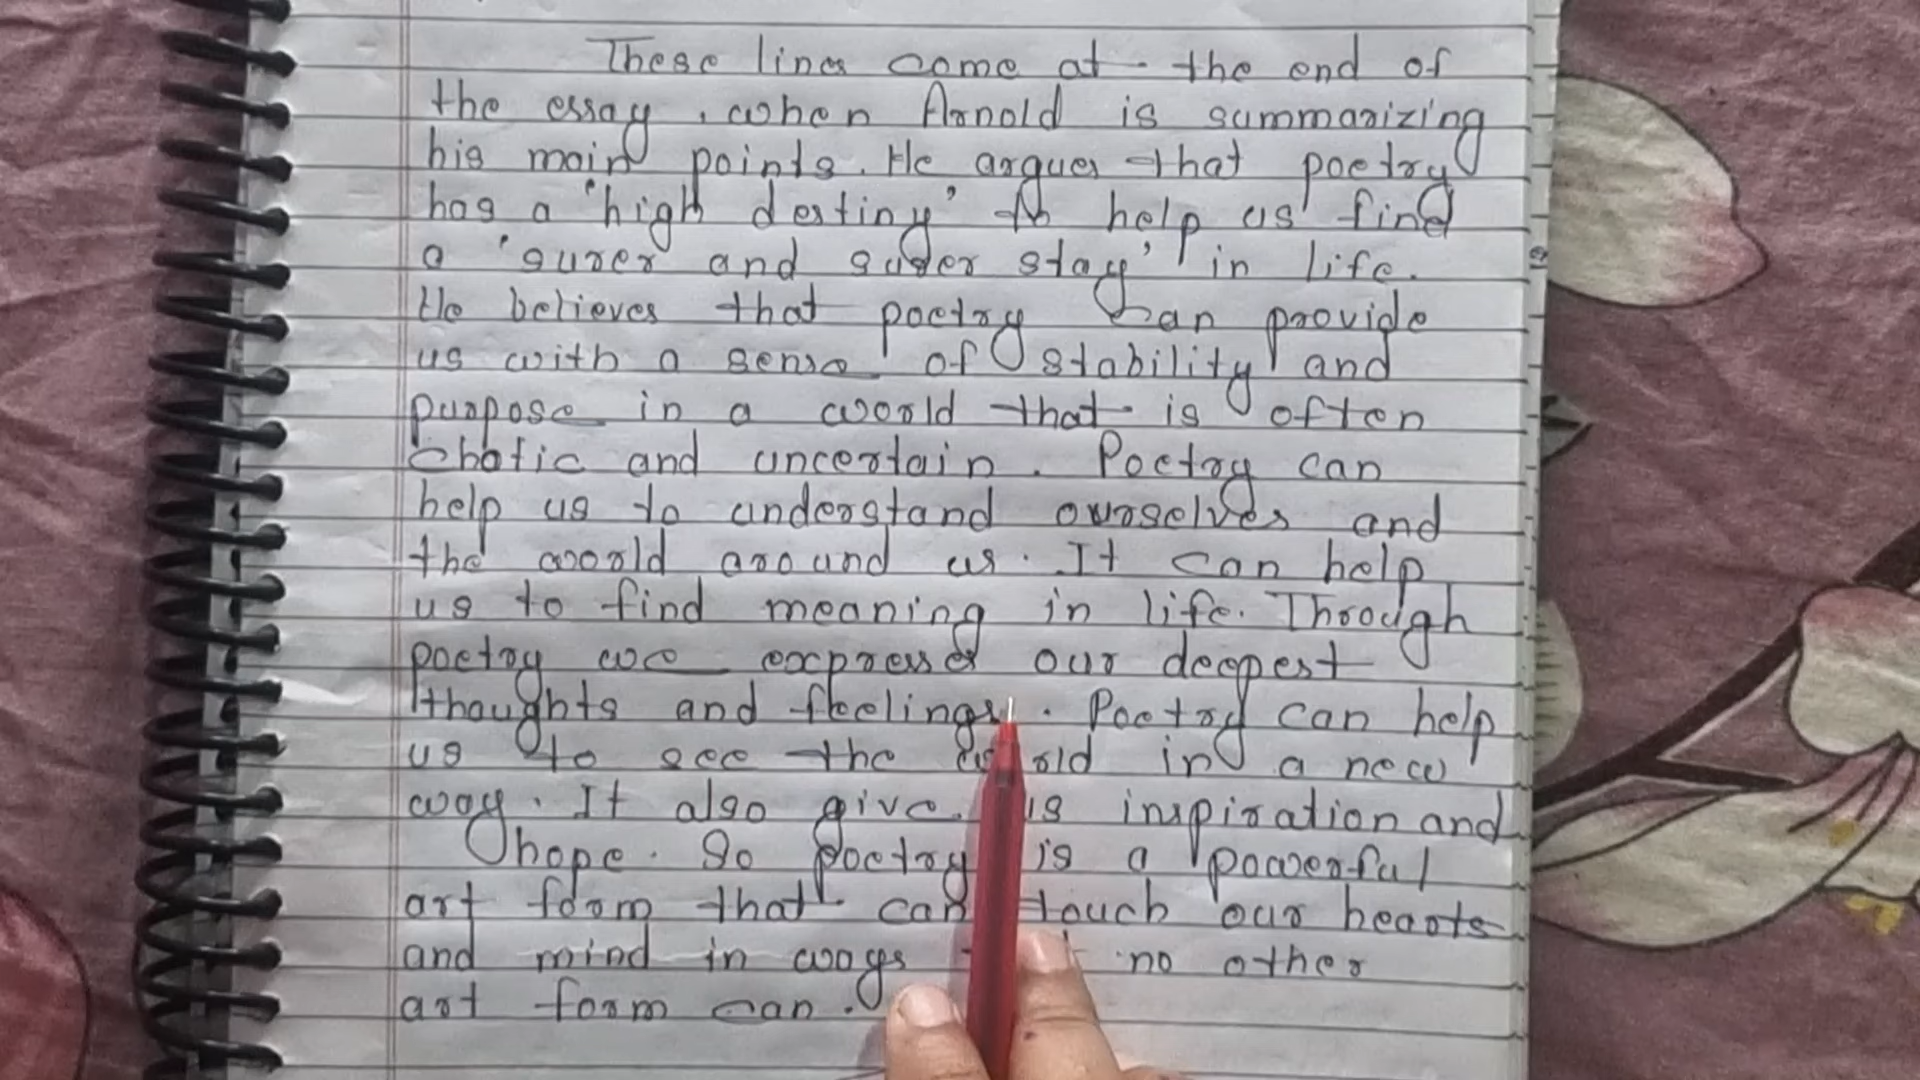 These lines come at the end of
the essay, when Arnold is summarizing
his main points. He argues that poetry
has a 'high destiny' to help us find
a 'surer and surer stay' in life.
He believes that poetry can provide
us with a sense of stability and
purpose in a world that is often
chotic and uncertain. Poetry can
help us to understand ourselves and
the world around us. It can help
us to find meaning in life. Through
poetry we express our deepest
thoughts and feelings. Poetry can help
us to see the world in a new
way. It also give us inspiration and
hope. So poetry is a powerful
art form that can touch our hearts
and mind in ways no other
art form can.